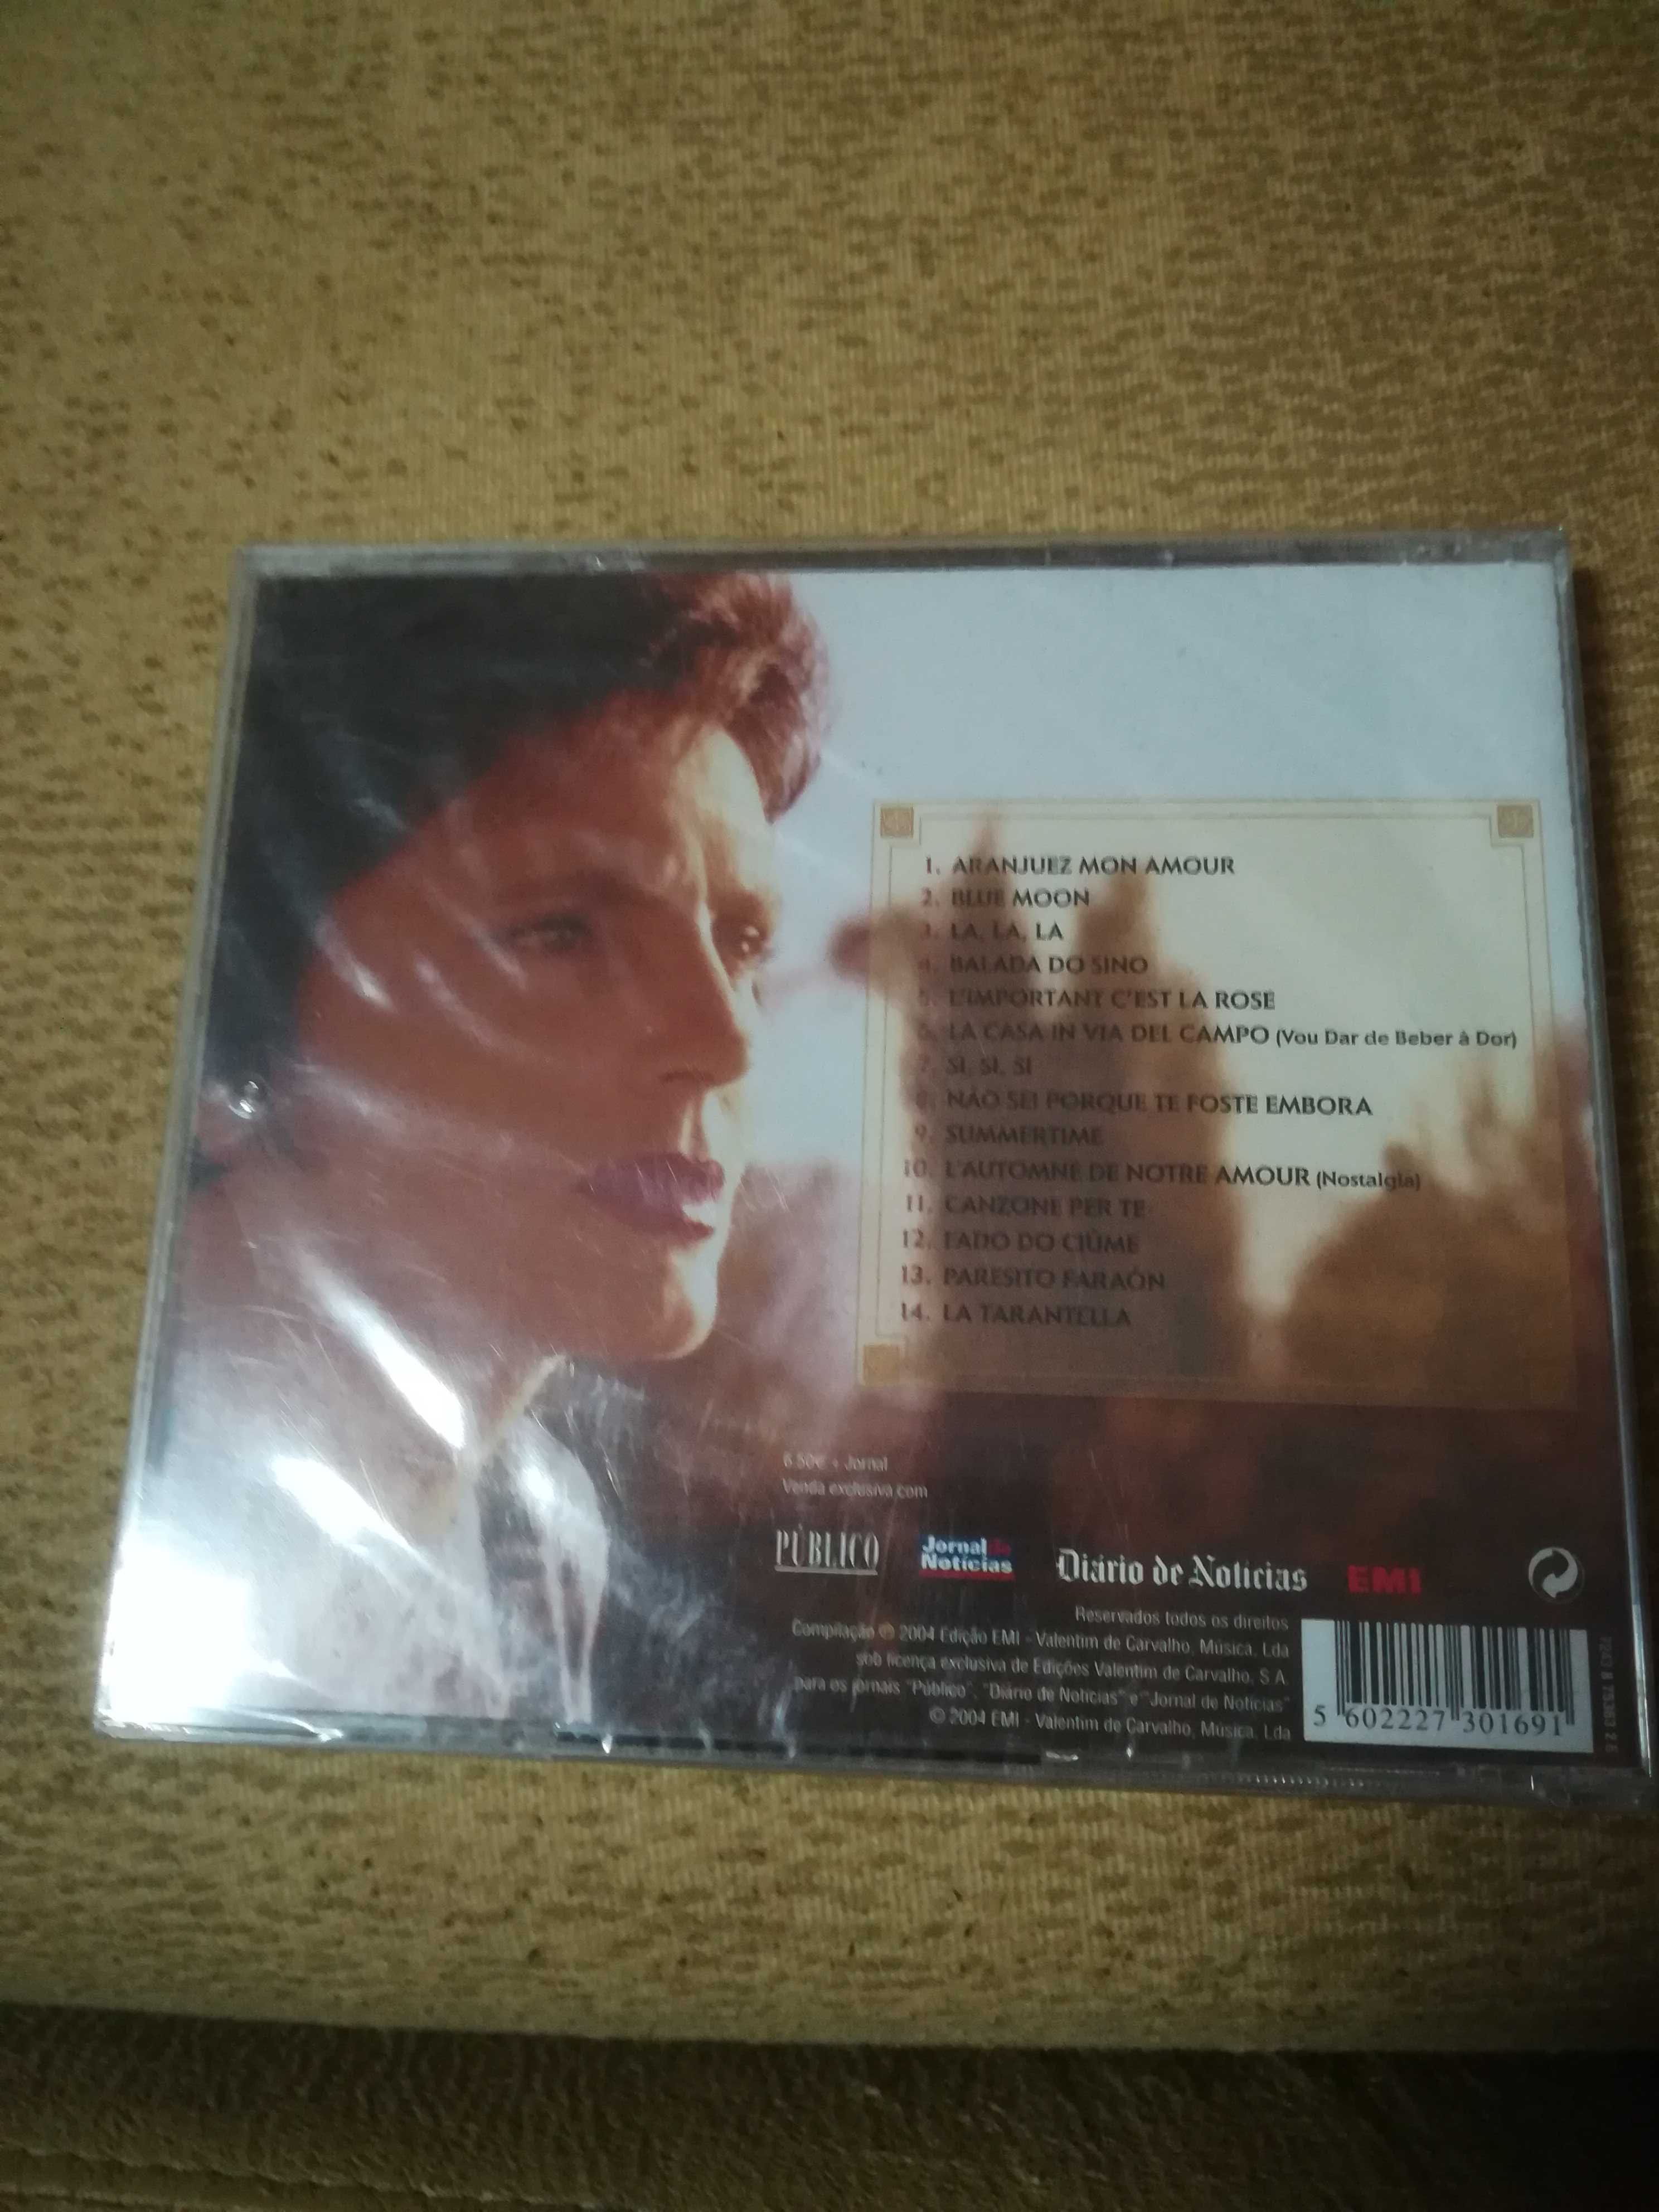 1. ARANJUEZ MON AMOUR
2. BLUE MOON
3. LA, LA, LA
4. BALADA DO SINO
5. L'IMPORTANT C'EST LA ROSE
6. LA CASA IN VIA DEL CAMPO (Vou Dar de Beber à Dor)
7. SI, SI, SI
8. NÃO SEI PORQUE TE FOSTE EMBORA
9. SUMMERTIME
10. L'AUTOMNE DE NOTRE AMOUR (Nostalgia)
11. CANZONE PER TE
12. FADO DO CIÚME
13. PARESITO FARAÓN
14. LA TARANTELLA
6.50€ + Jornal
Venda exclusiva com
PÚBLICO
Jornal de
Notícias
Diário de Notícias
EMI
Reservados todos os direitos
Compilação ℗ 2004 Edição EMI - Valentim de Carvalho, Música, Lda
sob licença exclusiva de Edições Valentim de Carvalho, S.A.
para os jornais "Público", "Diário de Notícias" e "Jornal de Notícias"
© 2004 EMI - Valentim de Carvalho, Música, Lda
5 602227 301691